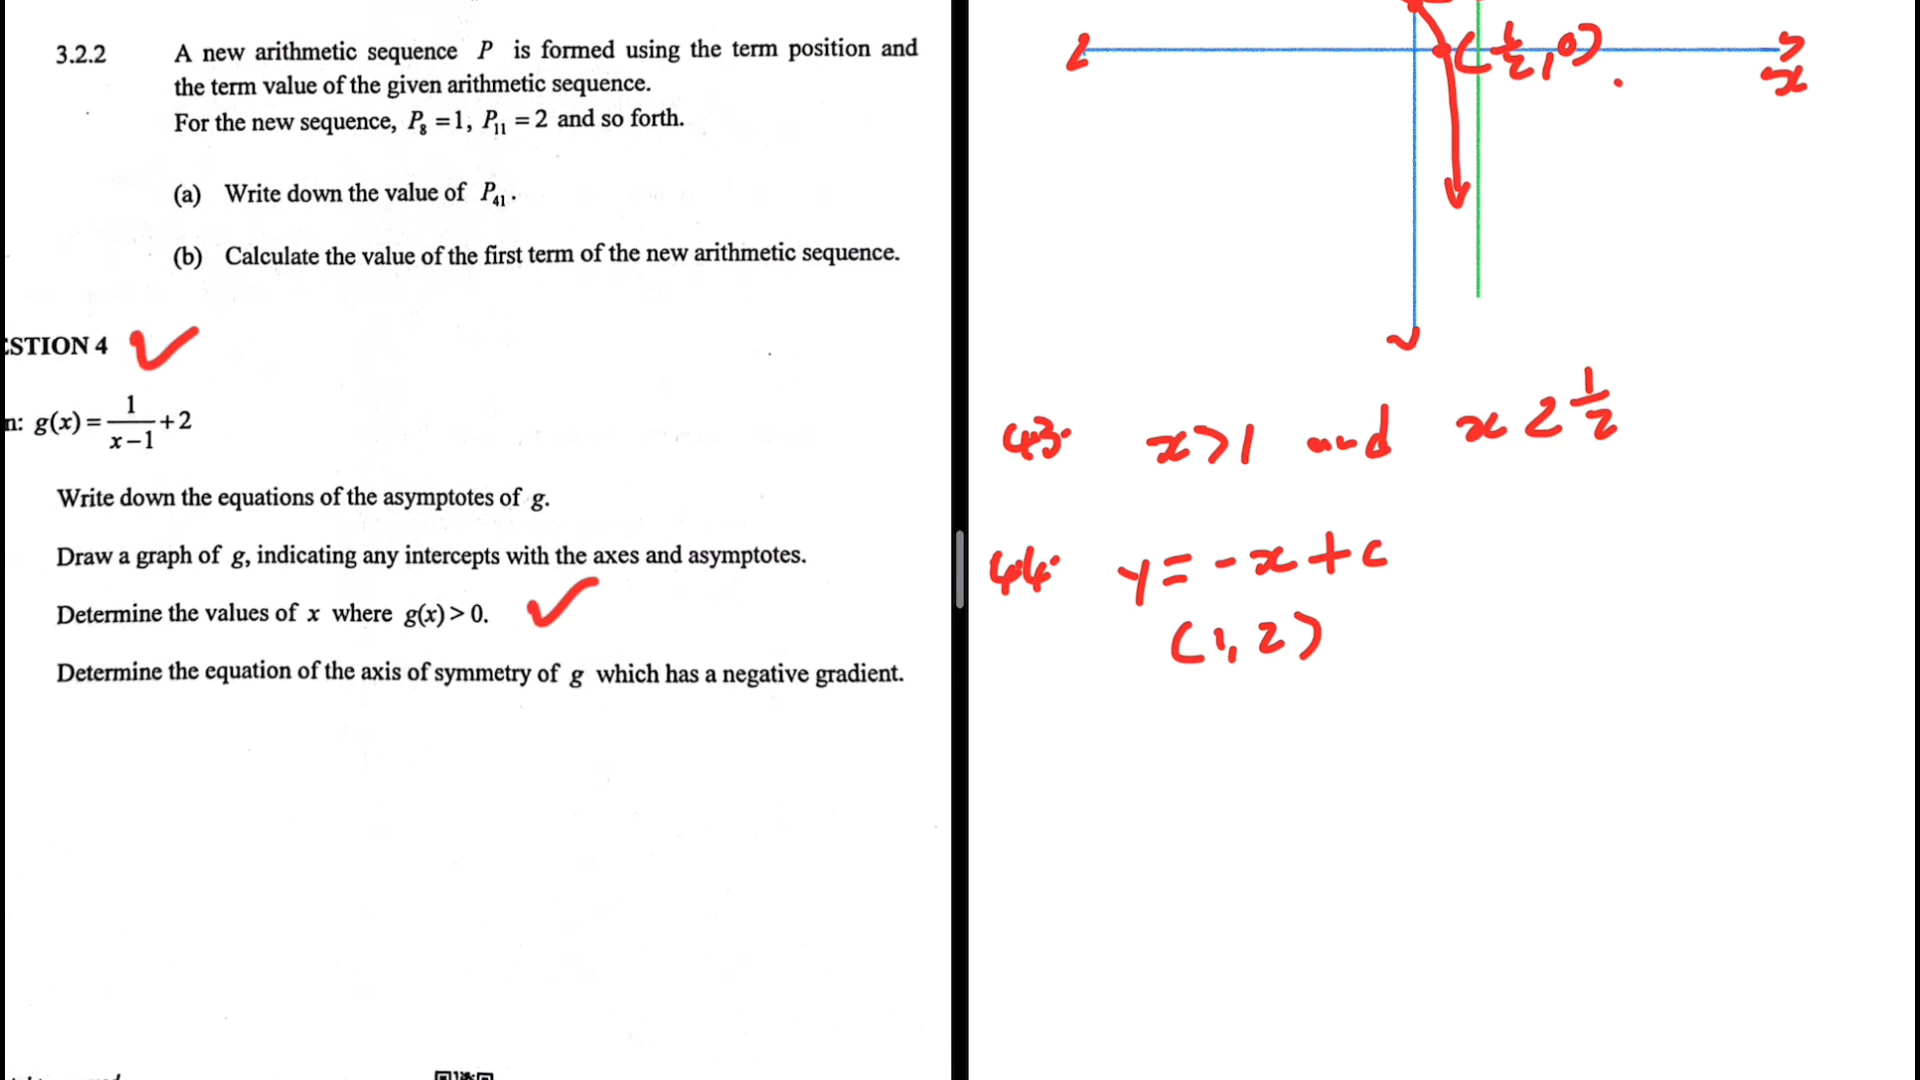 3.2.2 A new arithmetic sequence P is formed using the term position and
the term value of the given arithmetic sequence.
For the new sequence, P₈ = 1, P₁₁ = 2 and so forth.
(a) Write down the value of P₄₁.
(b) Calculate the value of the first term of the new arithmetic sequence.
STION 4
n: g(x) = 1/(x−1) + 2
Write down the equations of the asymptotes of g.
Draw a graph of g, indicating any intercepts with the axes and asymptotes.
Determine the values of x where g(x) > 0.
Determine the equation of the axis of symmetry of g which has a negative gradient.
(1/2, 0)
x
4.3. x > 1 and x < 1/2
4.4. y = -x + c
(1, 2)